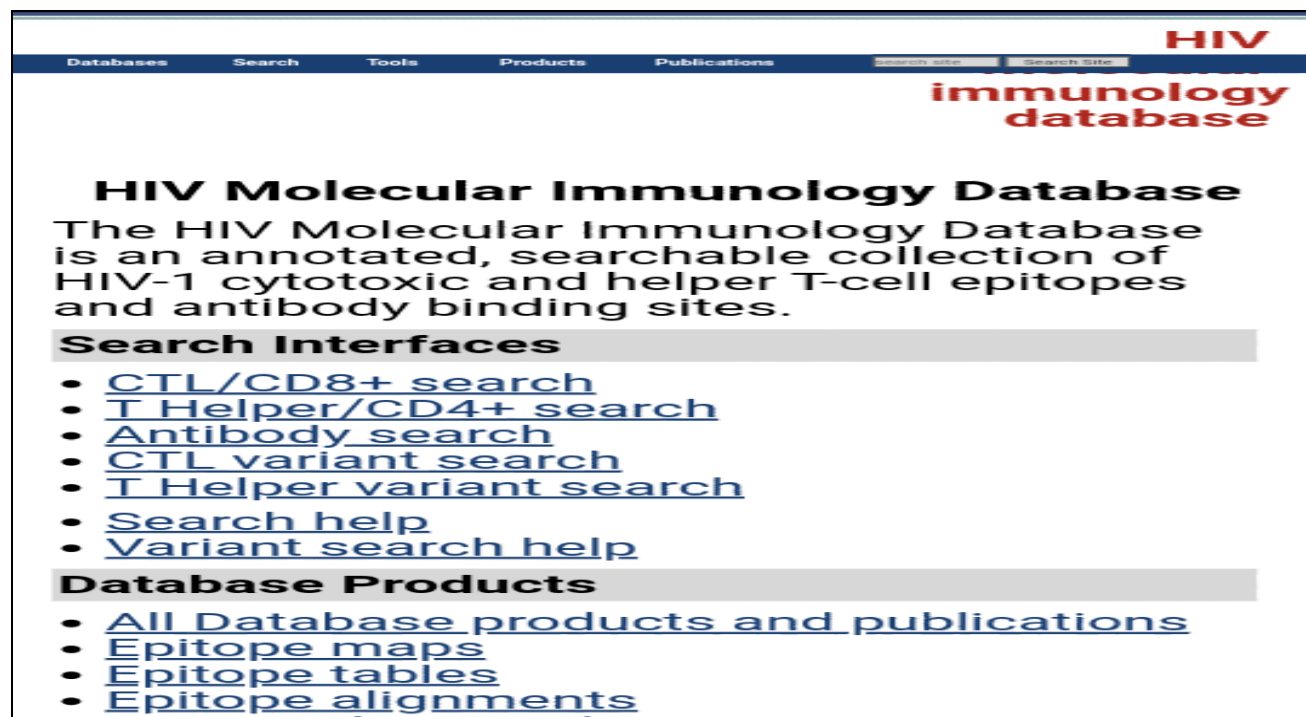 HIV
Databases Search Tools Products Publications search site Search Site
immunology
database
HIV Molecular Immunology Database
The HIV Molecular Immunology Database
is an annotated, searchable collection of
HIV-1 cytotoxic and helper T-cell epitopes
and antibody binding sites.
Search Interfaces
• CTL/CD8+ search
• T Helper/CD4+ search
• Antibody search
• CTL variant search
• T Helper variant search
• Search help
• Variant search help
Database Products
• All Database products and publications
• Epitope maps
• Epitope tables
• Epitope alignments